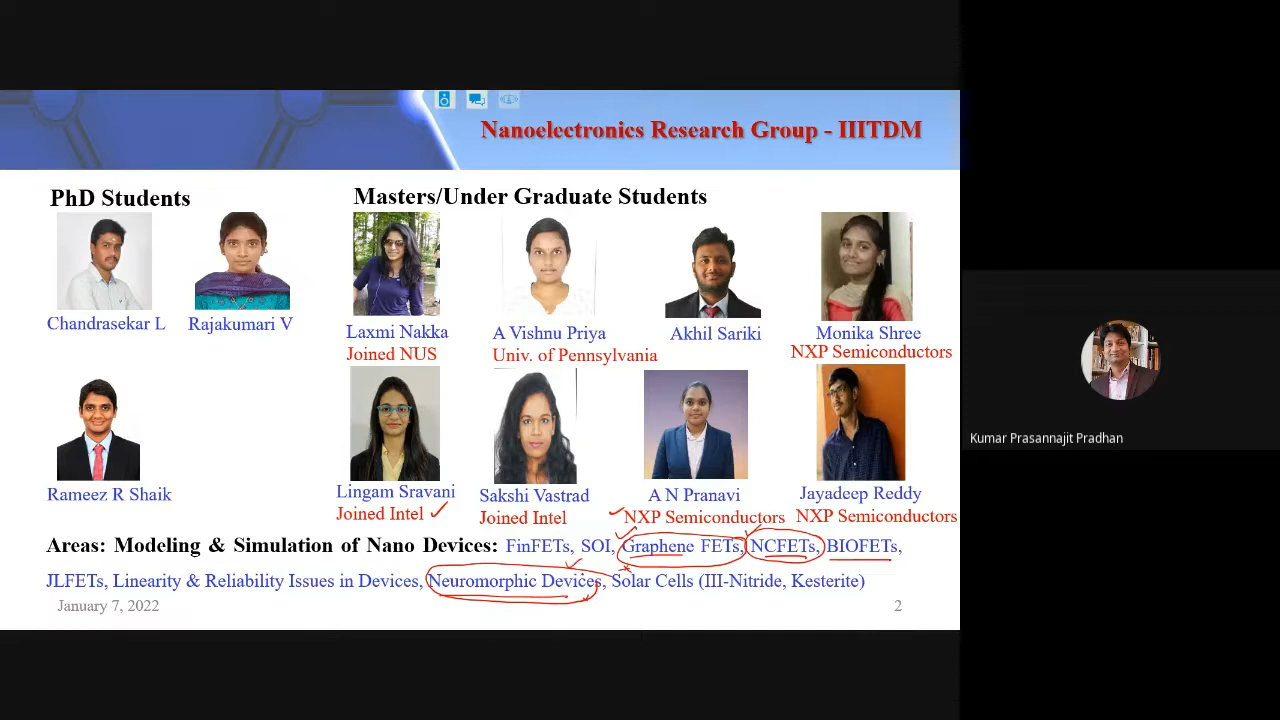 Nanoelectronics Research Group - IIITDM
PhD Students
Masters/Under Graduate Students
Chandrasekar L
Rajakumari V
Laxmi Nakka
Joined NUS
A Vishnu Priya
Univ. of Pennsylvania
Akhil Sariki
Monika Shree
NXP Semiconductors
Rameez R Shaik
Lingam Sravani
Joined Intel
Sakshi Vastrad
Joined Intel
A N Pranavi
NXP Semiconductors
Jayadeep Reddy
NXP Semiconductors
Areas: Modeling & Simulation of Nano Devices: FinFETs, SOI, Graphene FETs, NCFETs, BIOFETs,
JLFETs, Linearity & Reliability Issues in Devices, Neuromorphic Devices, Solar Cells (III-Nitride, Kesterite)
January 7, 2022
2
Kumar Prasannajit Pradhan